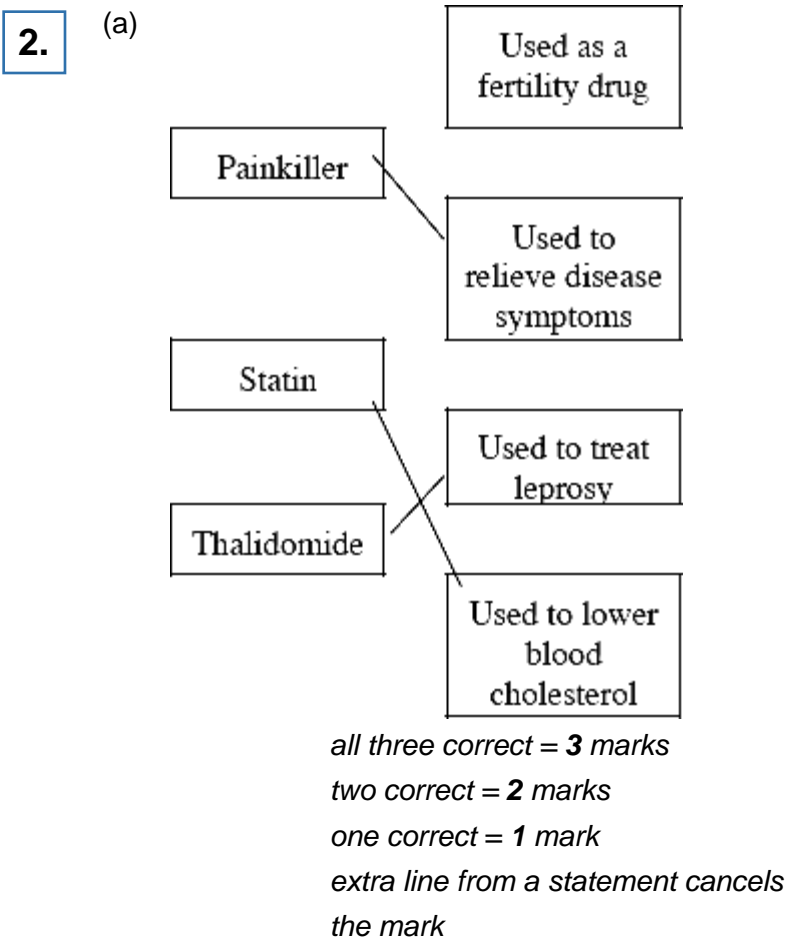 2.
(a)
Used as a
fertility drug
Painkiller
Used to
relieve disease
symptoms
Statin
Used to treat
leprosy
Thalidomide
Used to lower
blood
cholesterol
all three correct = 3 marks
two correct = 2 marks
one correct = 1 mark
extra line from a statement cancels
the mark